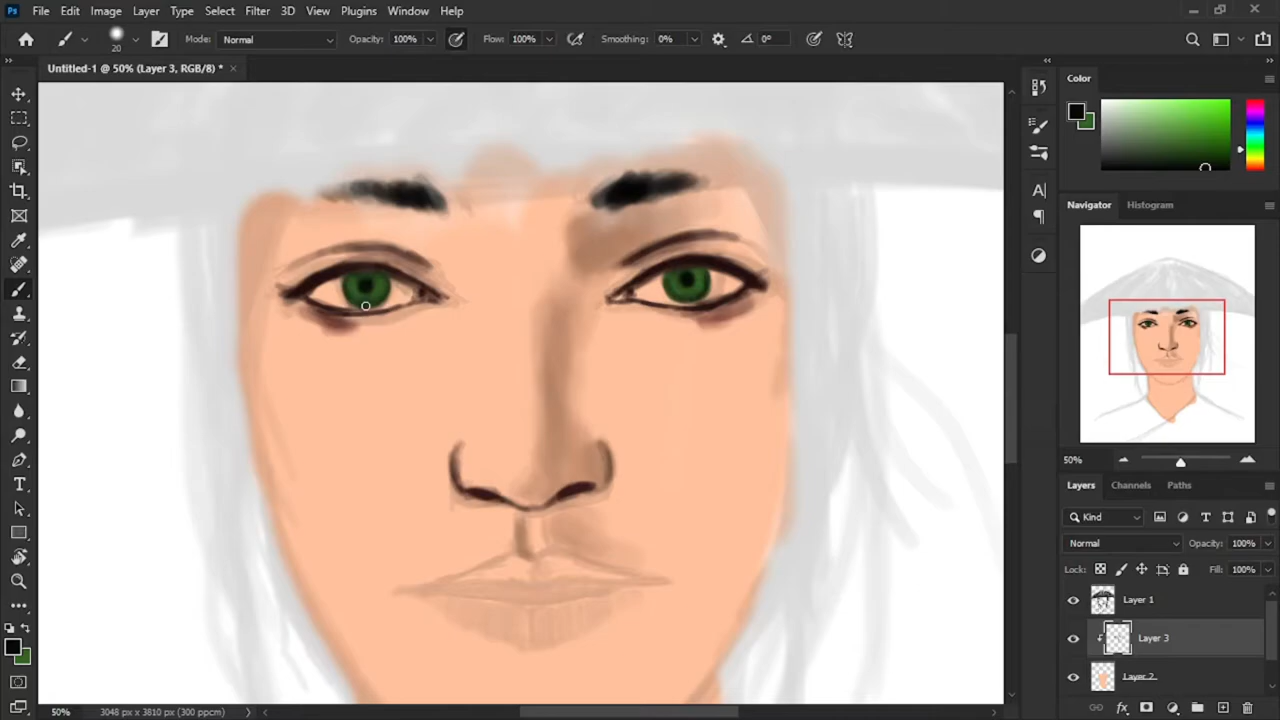 Ps File Edit Image Layer Type Select Filter 3D View Plugins Window Help
20 Mode: Normal Opacity: 100% Flow: 100% Smoothing: 0% 0°
Untitled-1 @ 50% (Layer 3, RGB/8) *
Color
Navigator Histogram
50%
Layers Channels Paths
Kind
Normal Opacity: 100%
Lock: Fill: 100%
Layer 1
Layer 3
Layer 2
50% 3048 px x 3810 px (300 ppcm)